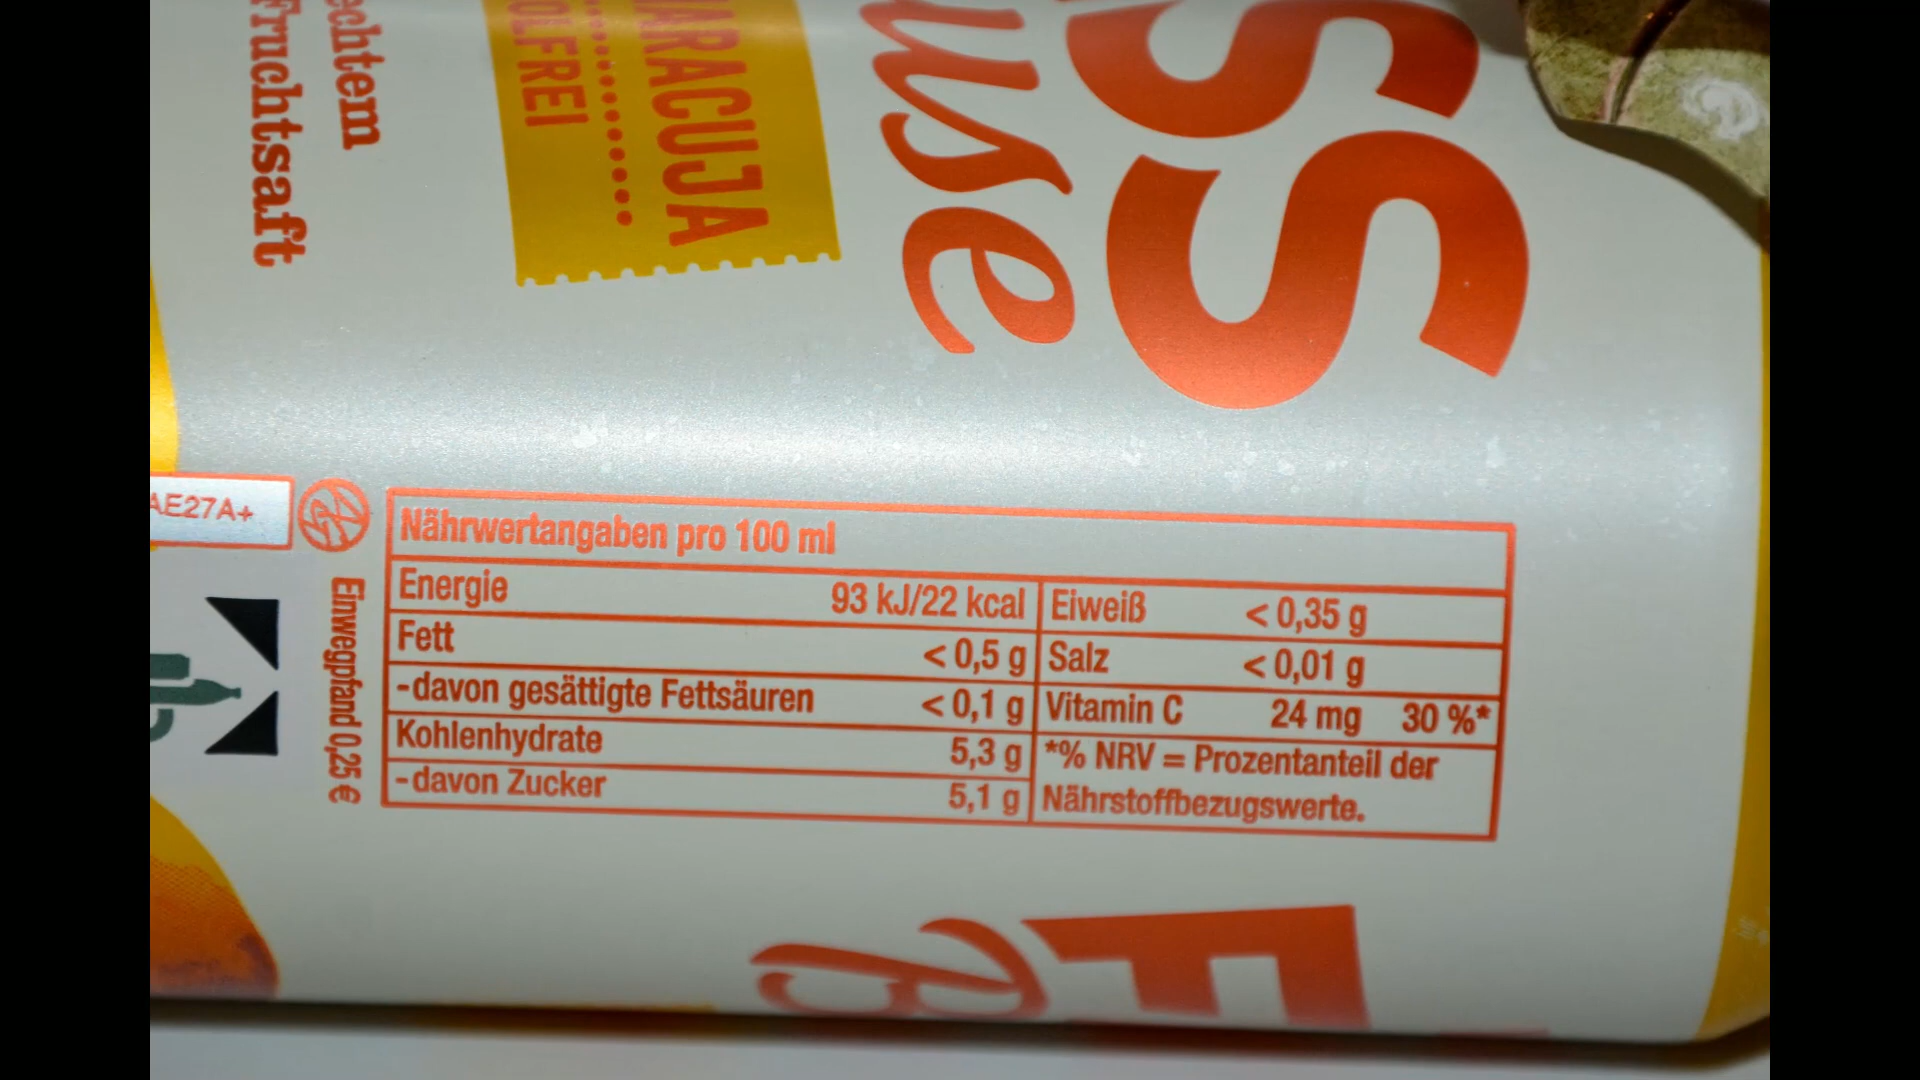 SS
use
ARACUJA
OLFREI
echtem
Fruchtsaft
AE27A+
Einwegpfand 0,25 €
Nährwertangaben pro 100 ml
Energie 93 kJ/22 kcal
Fett < 0,5 g
-davon gesättigte Fettsäuren < 0,1 g
Kohlenhydrate 5,3 g
-davon Zucker 5,1 g
Eiweiß < 0,35 g
Salz < 0,01 g
Vitamin C 24 mg 30 %*
*% NRV = Prozentanteil der
Nährstoffbezugswerte.